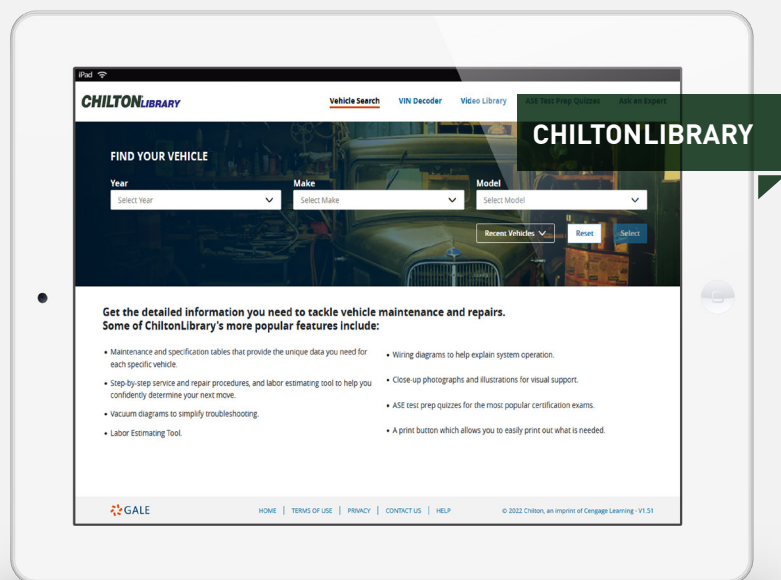 iPad
CHILTONLIBRARY
Vehicle Search VIN Decoder Video Library ASE Test Prep Quizzes Ask an Expert
CHILTONLIBRARY
FIND YOUR VEHICLE
Year Make Model
Select Year Select Make Select Model
Recent Vehicles Reset Select
Get the detailed information you need to tackle vehicle maintenance and repairs.
Some of ChiltonLibrary's more popular features include:
• Maintenance and specification tables that provide the unique data you need for
each specific vehicle.
• Step-by-step service and repair procedures, and labor estimating tool to help you
confidently determine your next move.
• Vacuum diagrams to simplify troubleshooting.
• Labor Estimating Tool.
• Wiring diagrams to help explain system operation.
• Close-up photographs and illustrations for visual support.
• ASE test prep quizzes for the most popular certification exams.
• A print button which allows you to easily print out what is needed.
GALE
HOME | TERMS OF USE | PRIVACY | CONTACT US | HELP
© 2022 Chilton, an imprint of Cengage Learning - V1.51